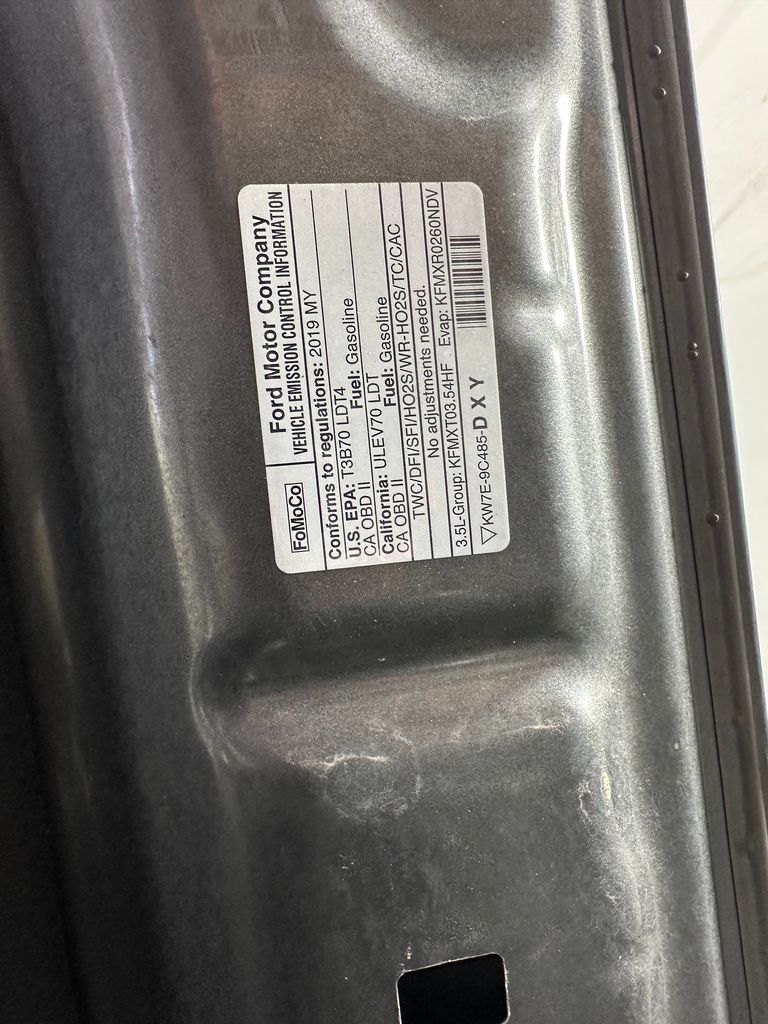 FoMoCo
Ford Motor Company
VEHICLE EMISSION CONTROL INFORMATION
Conforms to regulations: 2019 MY
U.S. EPA: T3B70 LDT4
CA OBD II Fuel: Gasoline
California: ULEV70 LDT
CA OBD II Fuel: Gasoline
TWC/DFI/SFI/HO2S/WR-HO2S/TC/CAC
No adjustments needed.
3.5L-Group: KFMXT03.54HF Evap: KFMXR0260NDV
▽KW7E-9C485-D X Y